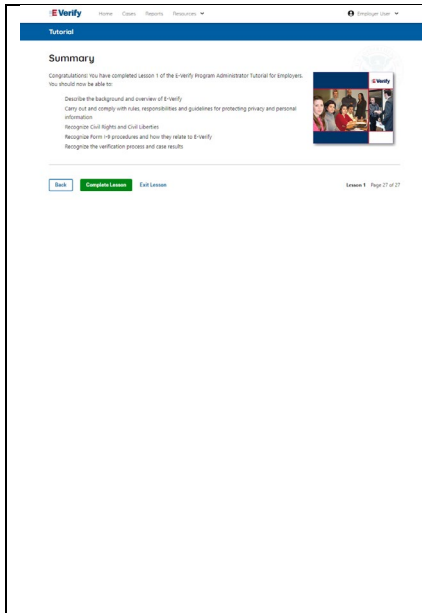 E-Verify Home Cases Reports Resources Employer User
Tutorial
Summary
Congratulations! You have completed Lesson 1 of the E-Verify Program Administrator Tutorial for Employers.
You should now be able to:
Describe the background and overview of E-Verify
Carry out and comply with rules, responsibilities and guidelines for protecting privacy and personal
information
Recognize Civil Rights and Civil Liberties
Recognize Form I-9 procedures and how they relate to E-Verify
Recognize the verification process and case results
E-Verify
Back Complete Lesson Exit Lesson Lesson 1 Page 27 of 27